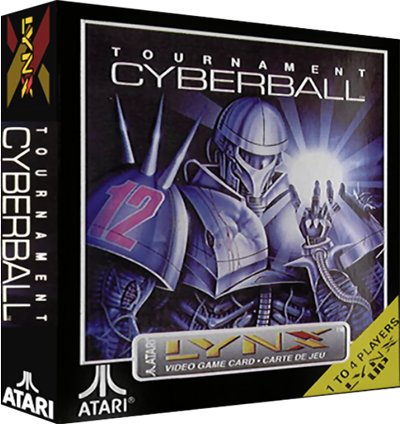 LYNX
TOURNAMENT
CYBERBALL
ATARI
TOURNAMENT
CYBERBALL
12
ATARI
LYNX
VIDEO GAME CARD • CARTE DE JEU
ATARI®
1 TO 4 PLAYERS
LYNX